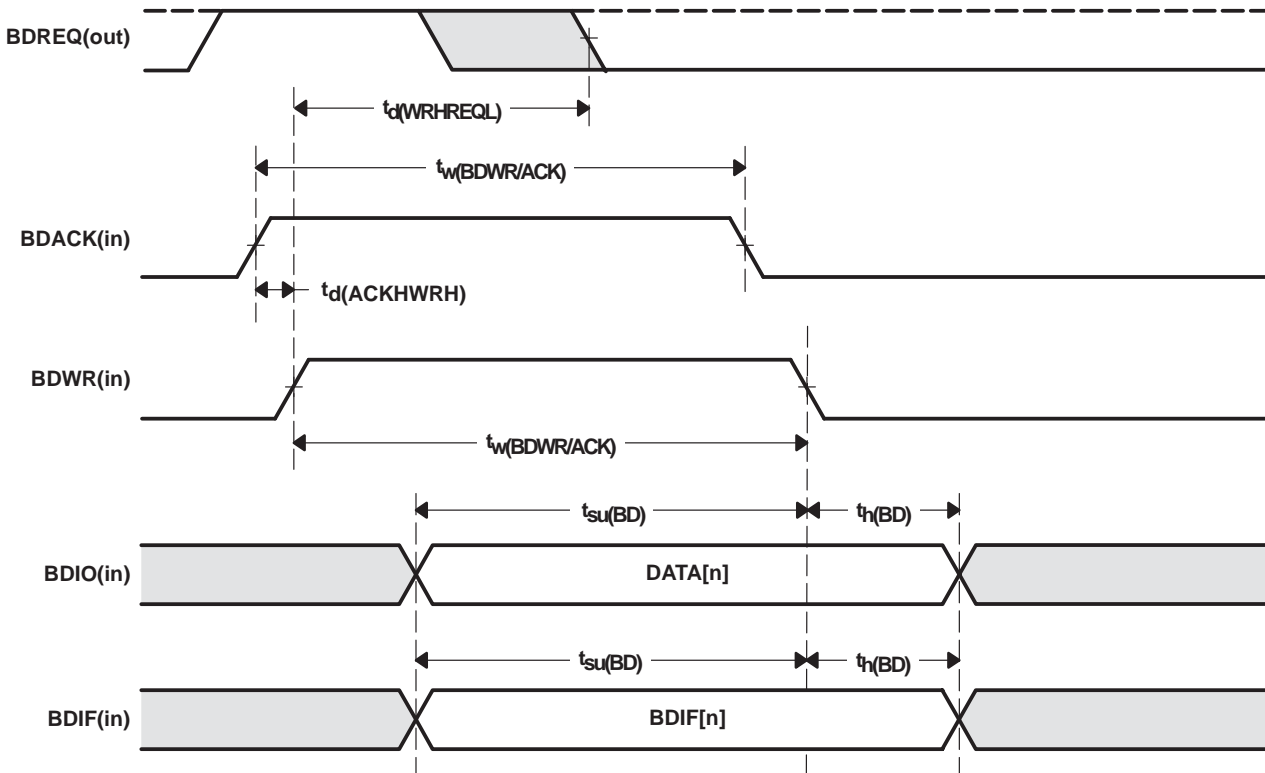 BDREQ(out)
td(WRHREQL)
tw(BDWR/ACK)
BDACK(in)
td(ACKHWRH)
BDWR(in)
tw(BDWR/ACK)
tsu(BD) th(BD)
BDIO(in) DATA[n]
tsu(BD) th(BD)
BDIF(in) BDIF[n]